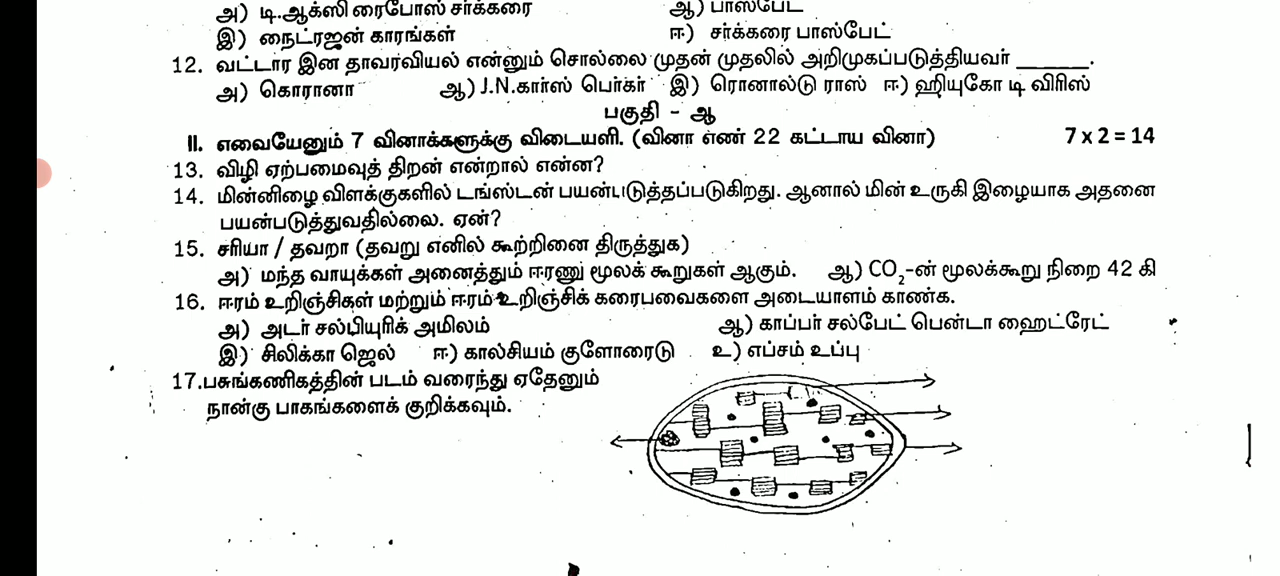 அ) டி.ஆக்ஸி ரைபோஸ் சர்க்கரை ஆ) பாஸ்பேட்
இ) நைட்ரஜன் காரங்கள் ஈ) சர்க்கரை பாஸ்பேட்
12. வட்டார இன தாவரவியல் என்னும் சொல்லை முதன் முதலில் அறிமுகப்படுத்தியவர் ______.
அ) கொரானா ஆ) J.N.கார்ஸ் பெர்கர் இ) ரொனால்டு ராஸ் ஈ) ஹியுகோ டி விரிஸ்
பகுதி - ஆ
II. எவையேனும் 7 வினாக்களுக்கு விடையளி. (வினா எண் 22 கட்டாய வினா) 7 x 2 = 14
13. விழி ஏற்பமைவுத் திறன் என்றால் என்ன?
14. மின்னிழை விளக்குகளில் டங்ஸ்டன் பயன்படுத்தப்படுகிறது. ஆனால் மின் உருகி இழையாக அதனை
பயன்படுத்துவதில்லை. ஏன்?
15. சரியா / தவறா (தவறு எனில் கூற்றினை திருத்துக)
அ) மந்த வாயுக்கள் அனைத்தும் ஈரணு மூலக் கூறுகள் ஆகும். ஆ) CO₂-ன் மூலக்கூறு நிறை 42 கி
16. ஈரம் உறிஞ்சிகள் மற்றும் ஈரம் உறிஞ்சிக் கரைபவைகளை அடையாளம் காண்க.
அ) அடர் சல்பியுரிக் அமிலம் ஆ) காப்பர் சல்பேட் பென்டா ஹைட்ரேட்
இ) சிலிக்கா ஜெல் ஈ) கால்சியம் குளோரைடு உ) எப்சம் உப்பு
17.பசுங்கணிகத்தின் படம் வரைந்து ஏதேனும்
நான்கு பாகங்களைக் குறிக்கவும்.